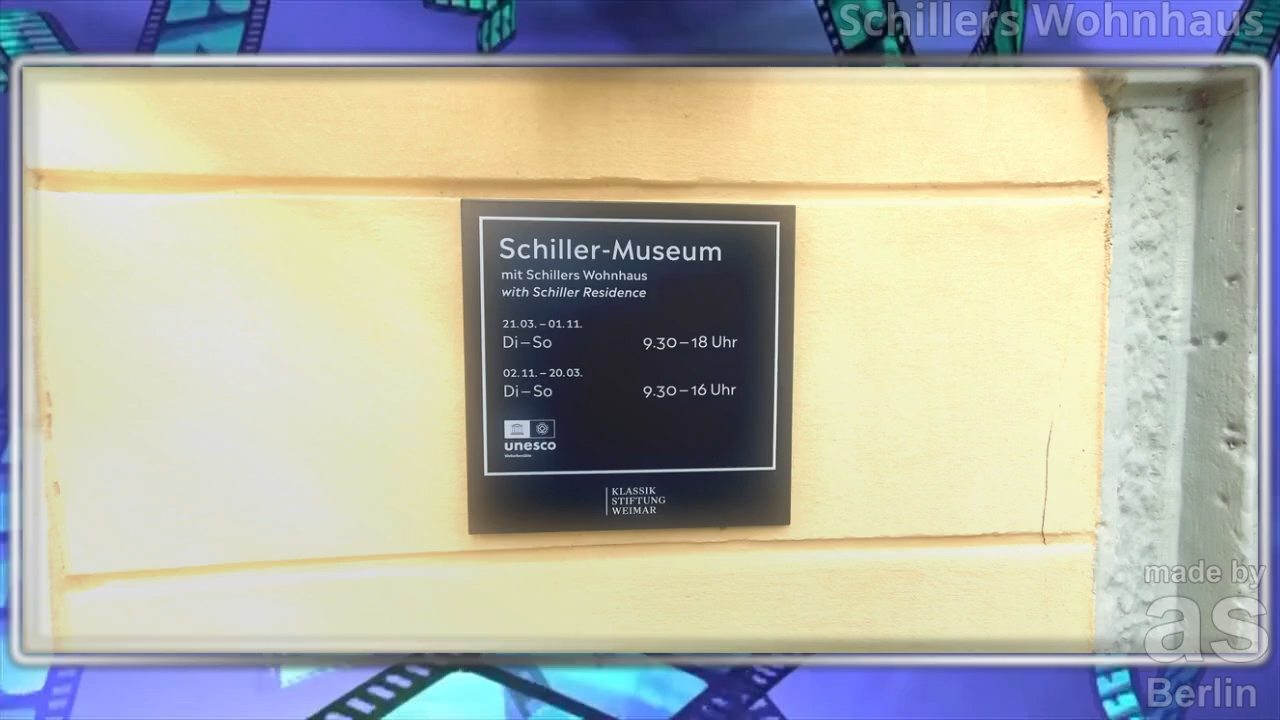 Schillers Wohnhaus
Schiller-Museum
mit Schillers Wohnhaus
with Schiller Residence
21.03. – 01.11.
Di – So 9.30 – 18 Uhr
02.11. – 20.03.
Di – So 9.30 – 16 Uhr
unesco
KLASSIK
STIFTUNG
WEIMAR
made by
as
Berlin